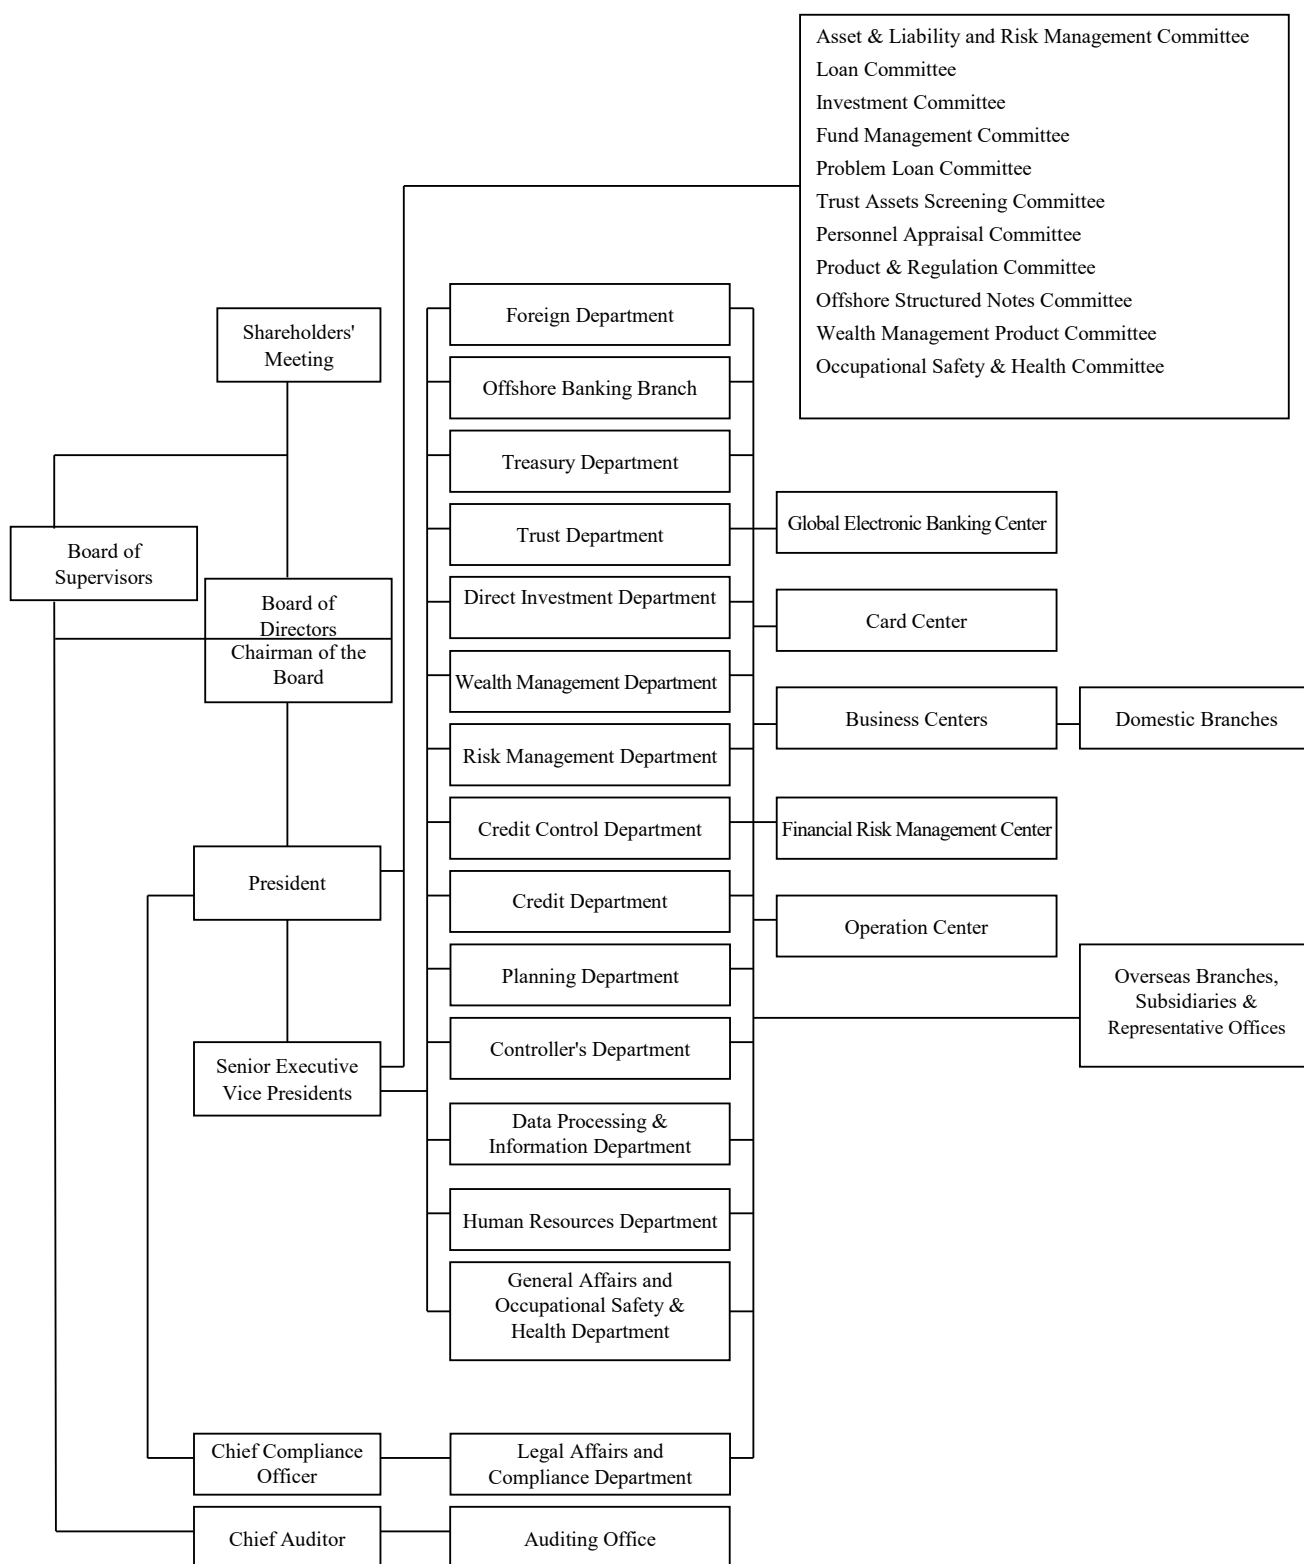 Asset & Liability and Risk Management Committee
Loan Committee
Investment Committee
Fund Management Committee
Problem Loan Committee
Trust Assets Screening Committee
Personnel Appraisal Committee
Product & Regulation Committee
Offshore Structured Notes Committee
Wealth Management Product Committee
Occupational Safety & Health Committee
Shareholders'
Meeting
Board of
Supervisors
Board of
Directors
Chairman of the
Board
President
Senior Executive
Vice Presidents
Foreign Department
Offshore Banking Branch
Treasury Department
Trust Department
Direct Investment Department
Wealth Management Department
Risk Management Department
Credit Control Department
Credit Department
Planning Department
Controller's Department
Data Processing &
Information Department
Human Resources Department
General Affairs and
Occupational Safety &
Health Department
Global Electronic Banking Center
Card Center
Business Centers
Domestic Branches
Financial Risk Management Center
Operation Center
Overseas Branches,
Subsidiaries &
Representative Offices
Chief Compliance
Officer
Legal Affairs and
Compliance Department
Chief Auditor
Auditing Office